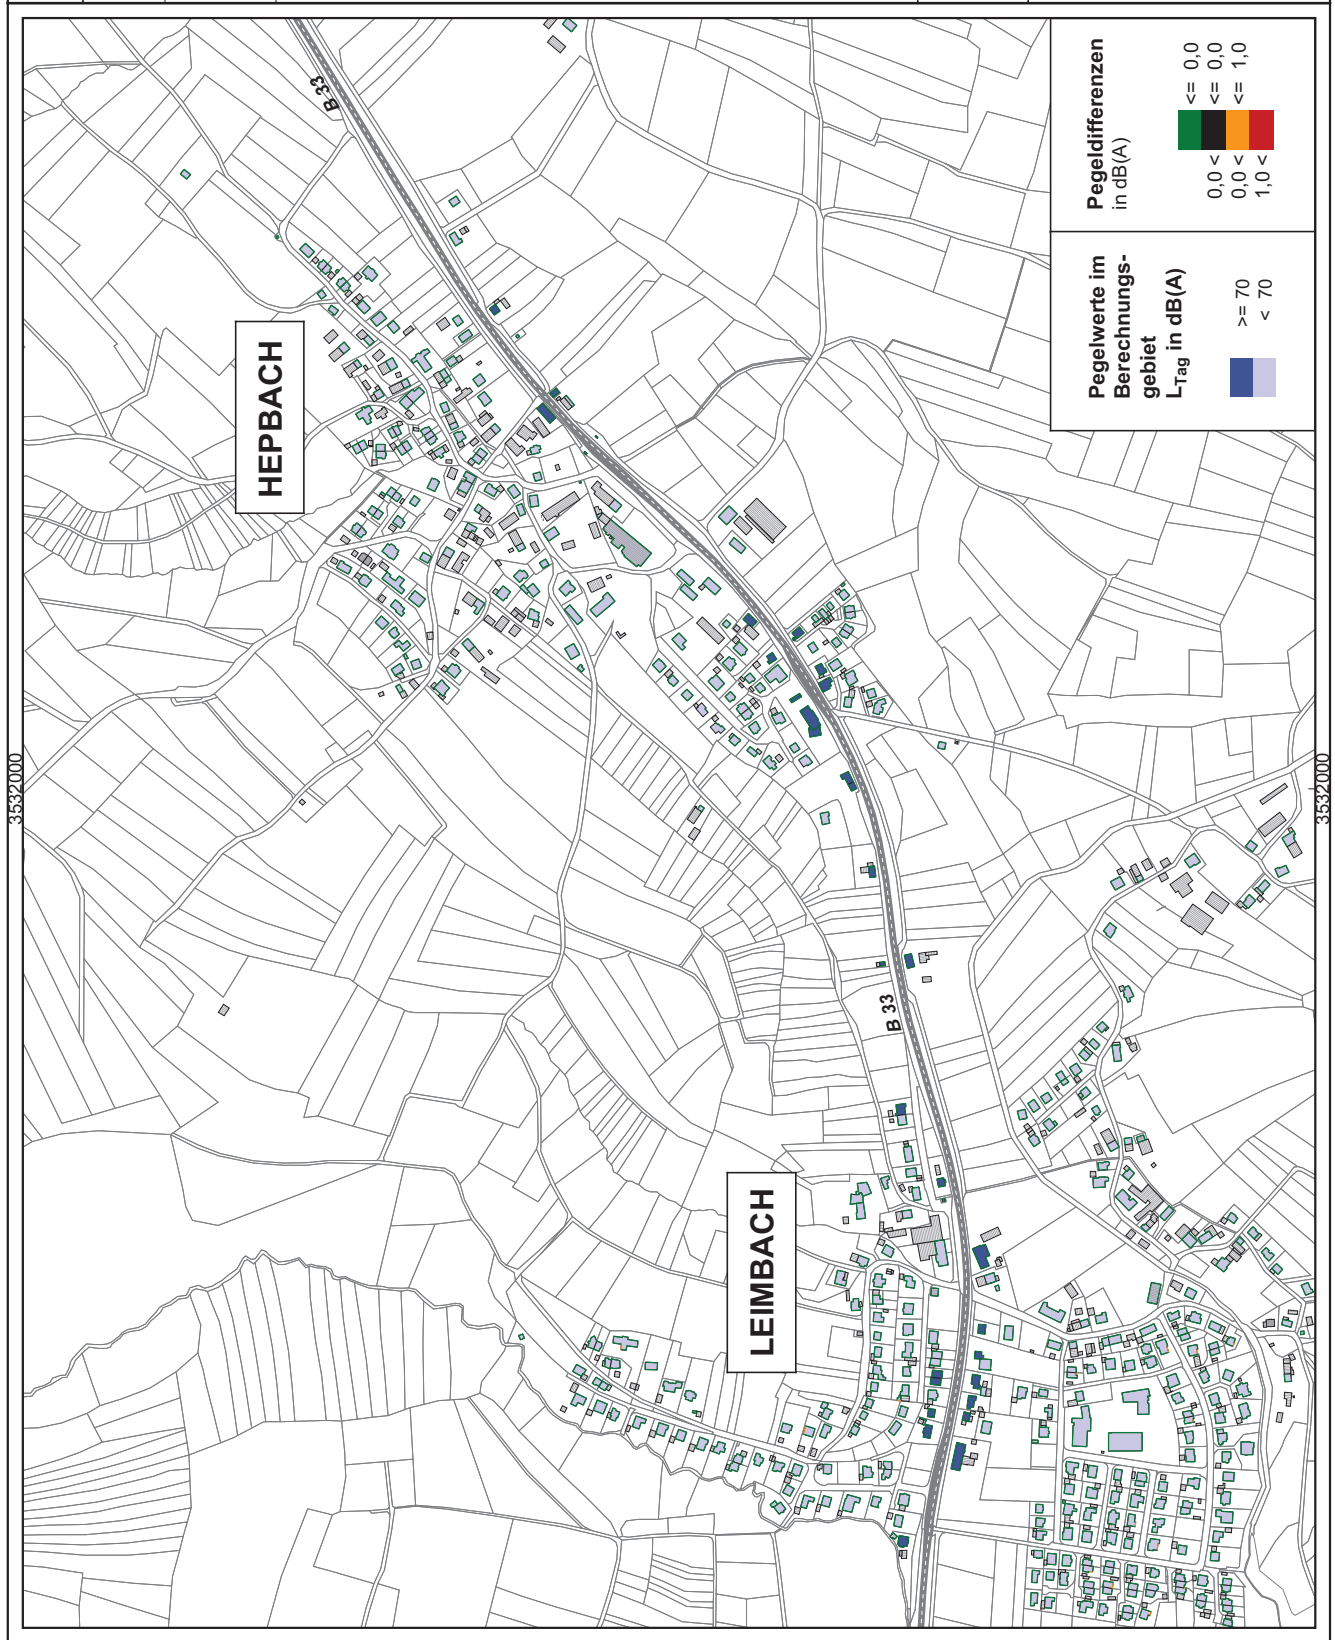 B 33
HEPBACH
3532000
3532000
B 33
LEIMBACH
Pegelwerte im
Berechnungs-
gebiet
LTag in dB(A)
>= 70
< 70
Pegeldifferenzen
in dB(A)
<= 0,0
0,0 < <= 0,0
0,0 < <= 1,0
1,0 <